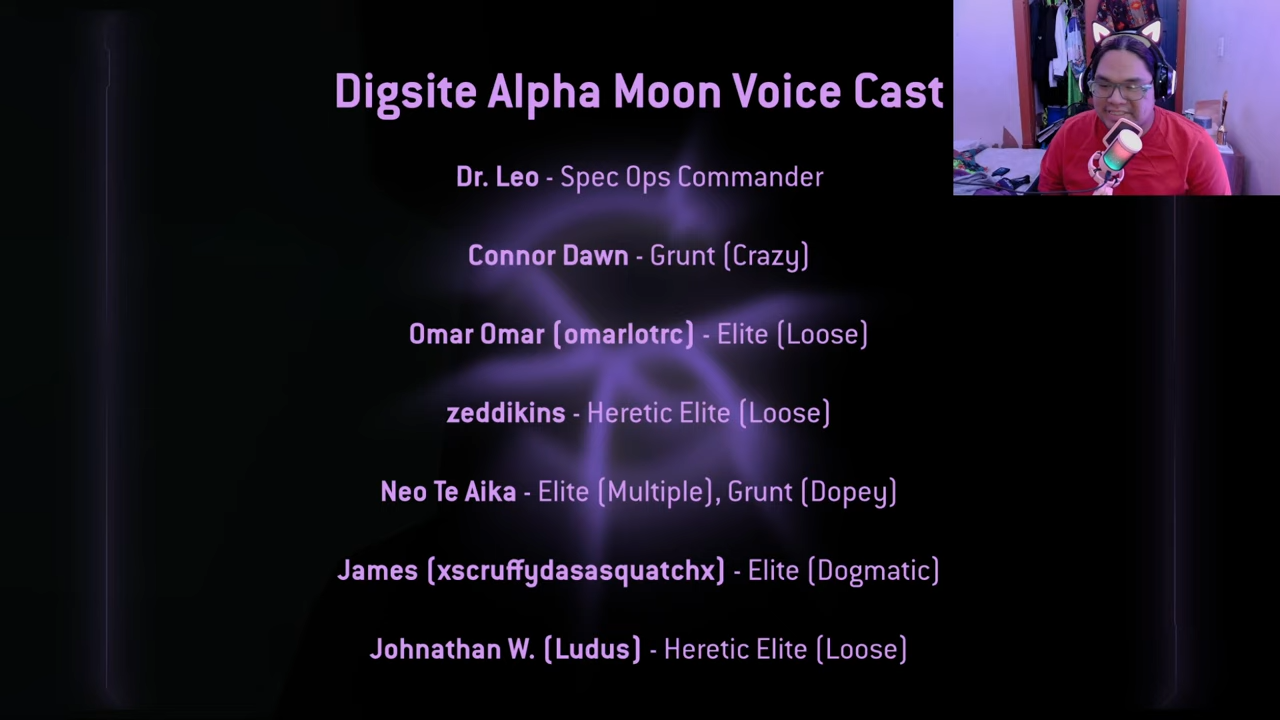 Digsite Alpha Moon Voice Cast
Dr. Leo - Spec Ops Commander
Connor Dawn - Grunt (Crazy)
Omar Omar (omarlotrc) - Elite (Loose)
zeddikins - Heretic Elite (Loose)
Neo Te Aika - Elite (Multiple), Grunt (Dopey)
James (xscruffydasasquatchx) - Elite (Dogmatic)
Johnathan W. (Ludus) - Heretic Elite (Loose)